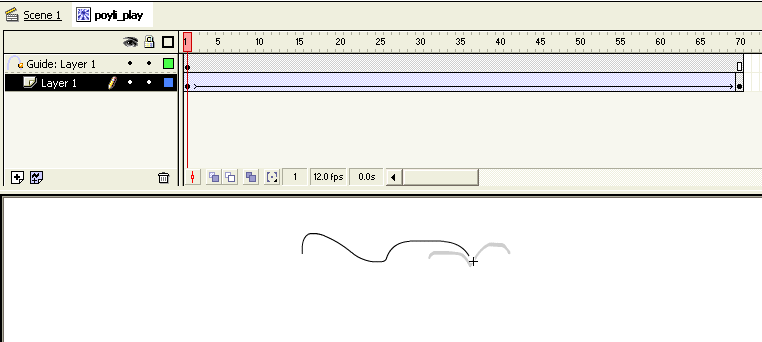 Scene 1 poyli_play
1 5 10 15 20 25 30 35 40 45 50 55 60 65 70
Guide: Layer 1
Layer 1
1 12.0 fps 0.0s